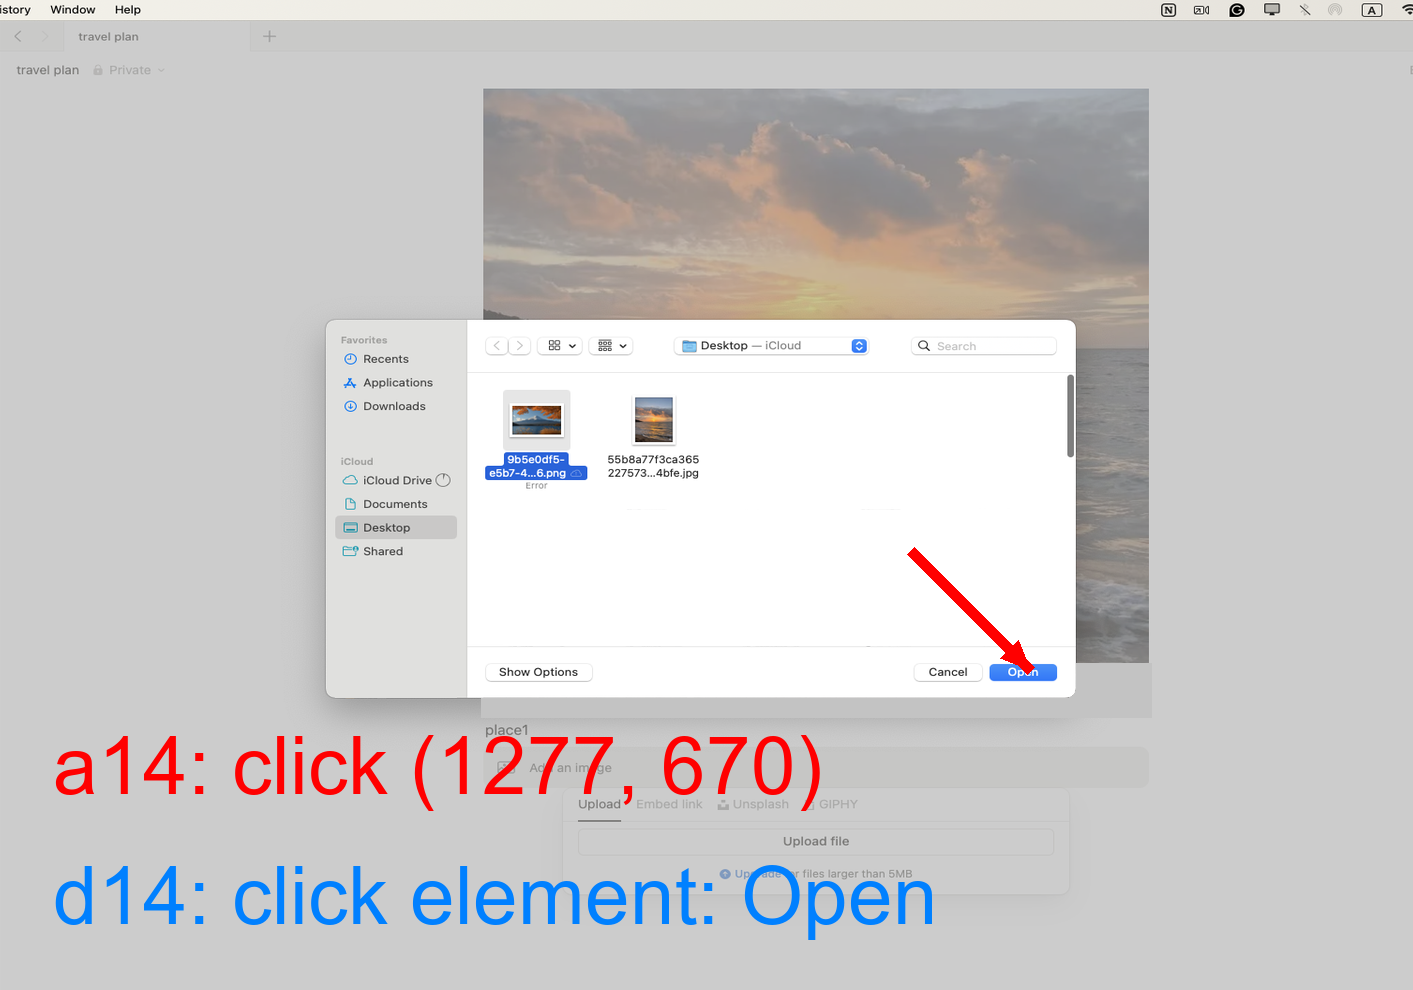 istory Window Help
A
travel plan
travel plan Private
Favorites
Recents
Applications
Downloads
iCloud
iCloud Drive
Documents
Desktop
Shared
Desktop — iCloud
Search
9b5e0df5-
e5b7-4...6.png
Error
55b8a77f3ca365
227573...4bfe.jpg
Show Options
Cancel
Open
place1
Add an image
a14: click (1277, 670)
Upload Embed link Unsplash GIPHY
Upload file
Upgrade for files larger than 5MB
d14: click element: Open